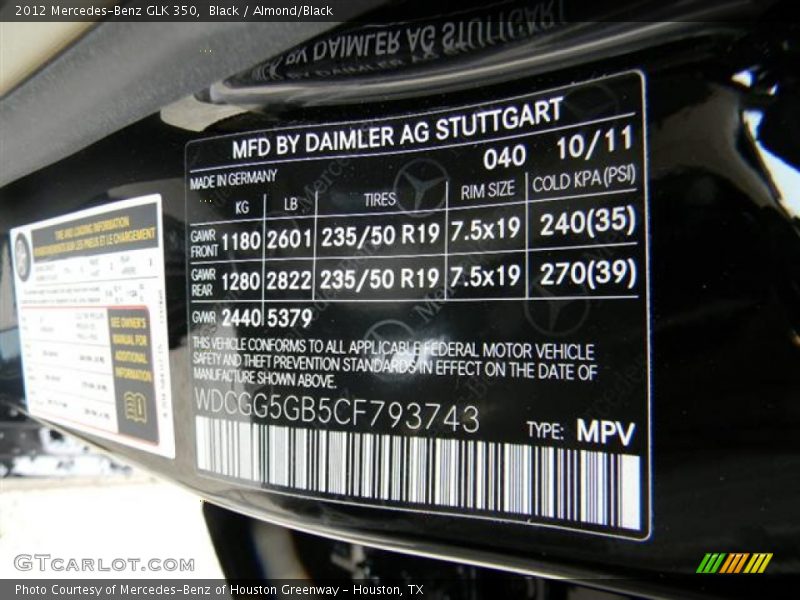 2012 Mercedes-Benz GLK 350, Black / Almond/Black
MFD BY DAIMLER AG STUTTGART
MADE IN GERMANY 040 10/11
KG LB TIRES RIM SIZE COLD KPA(PSI)
GAWR FRONT 1180 2601 235/50 R19 7.5x19 240(35)
GAWR REAR 1280 2822 235/50 R19 7.5x19 270(39)
GVWR 2440 5379
THIS VEHICLE CONFORMS TO ALL APPLICABLE FEDERAL MOTOR VEHICLE
SAFETY AND THEFT PREVENTION STANDARDS IN EFFECT ON THE DATE OF
MANUFACTURE SHOWN ABOVE.
WDCGG5GB5CF793743
TYPE: MPV
TIRE AND LOADING INFORMATION
SEE OWNER'S
MANUAL FOR
ADDITIONAL
INFORMATION
GTCARLOT.COM
Photo Courtesy of Mercedes-Benz of Houston Greenway - Houston, TX